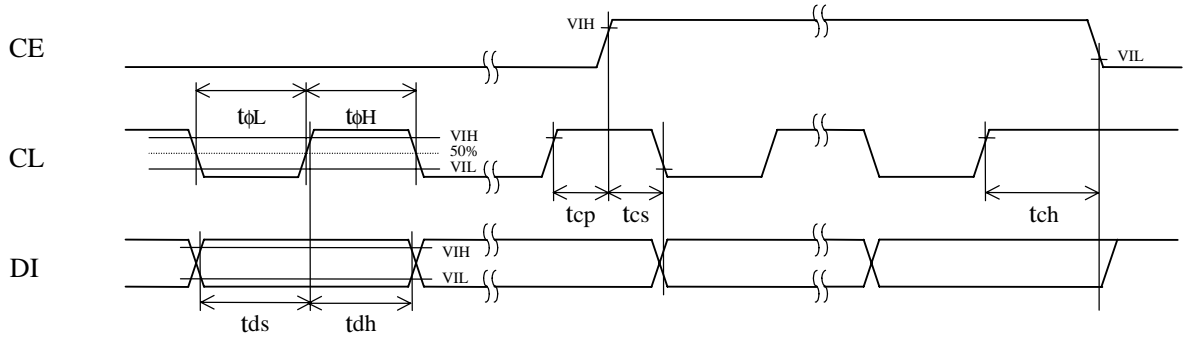 CE
VIH
VIL
tϕL
tϕH
CL
VIH
50%
VIL
tcp
tcs
tch
DI
VIH
VIL
tds
tdh